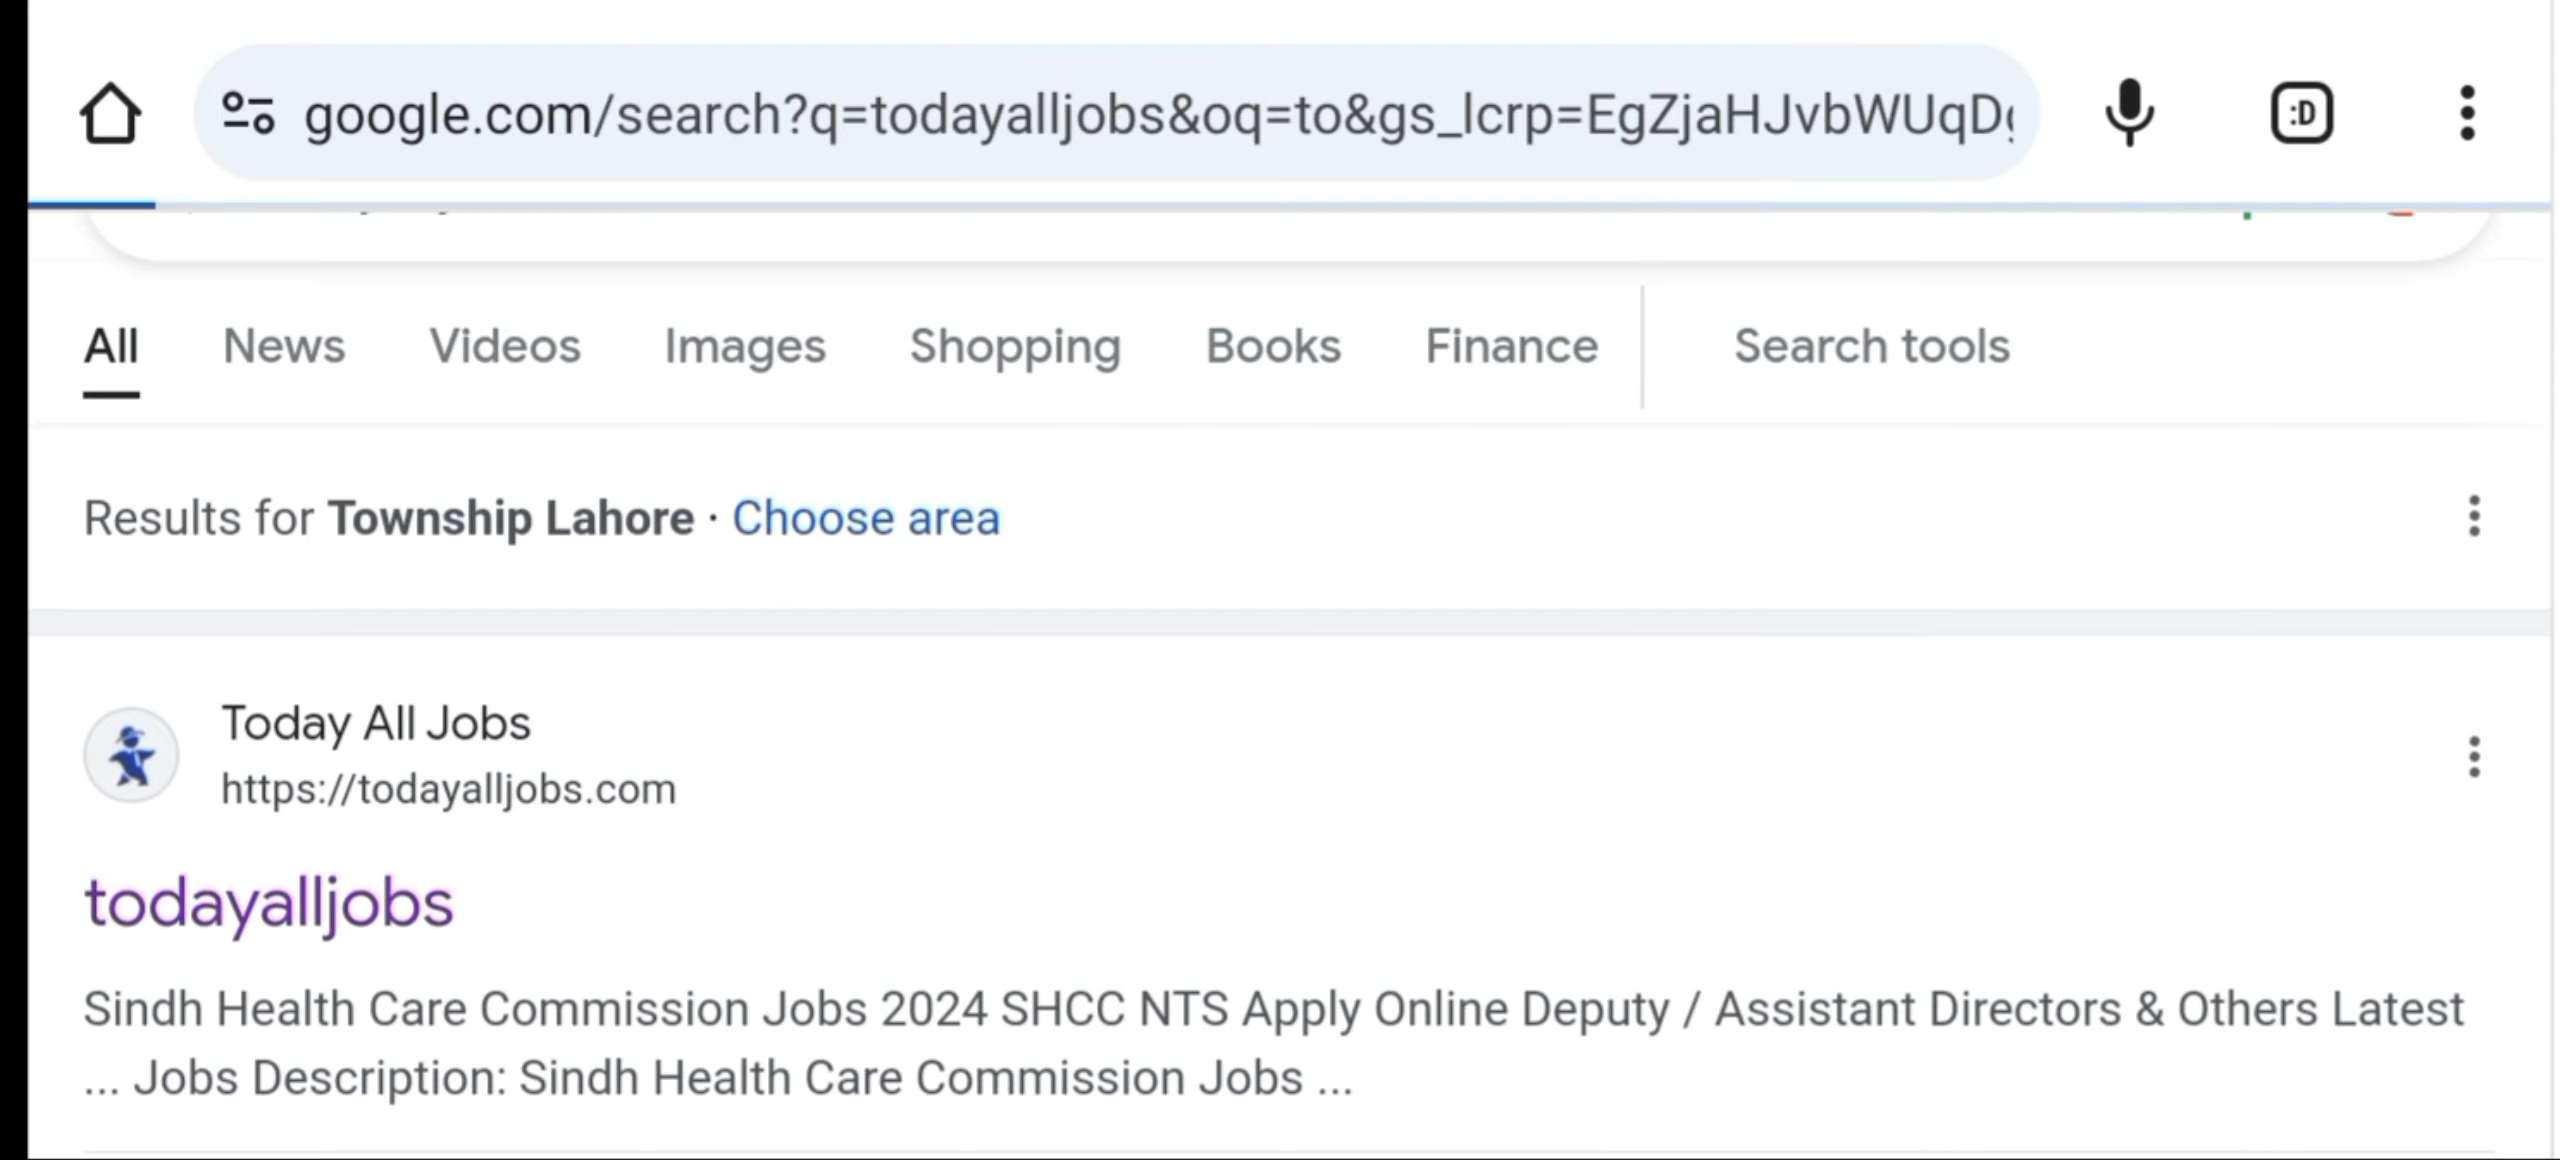 google.com/search?q=todayalljobs&oq=to&gs_lcrp=EgZjaHJvbWUqD
:D
All News Videos Images Shopping Books Finance Search tools
Results for Township Lahore · Choose area
Today All Jobs
https://todayalljobs.com
todayalljobs
Sindh Health Care Commission Jobs 2024 SHCC NTS Apply Online Deputy / Assistant Directors & Others Latest
... Jobs Description: Sindh Health Care Commission Jobs ...